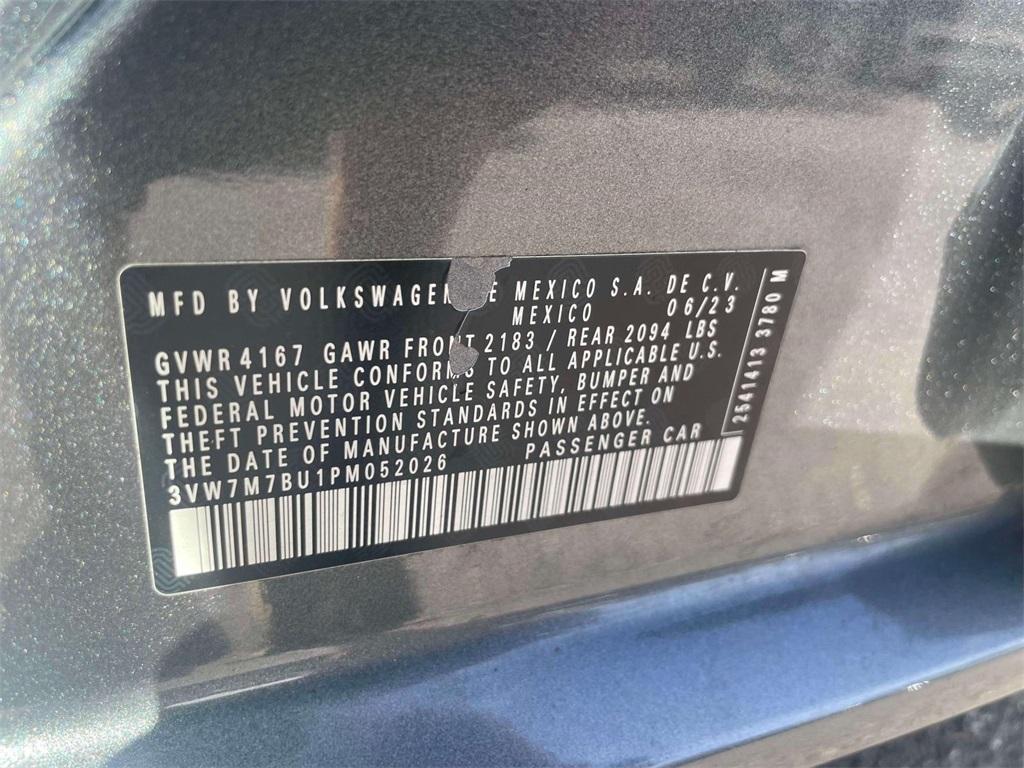 MFD BY VOLKSWAGEN DE MEXICO S.A. DE C.V.
MEXICO 06/23
GVWR 4167 GAWR FRONT 2183 / REAR 2094 LBS
THIS VEHICLE CONFORMS TO ALL APPLICABLE U.S.
FEDERAL MOTOR VEHICLE SAFETY, BUMPER AND
THEFT PREVENTION STANDARDS IN EFFECT ON
THE DATE OF MANUFACTURE SHOWN ABOVE.
3VW7M7BU1PM052026 PASSENGER CAR
2541413 3780 M